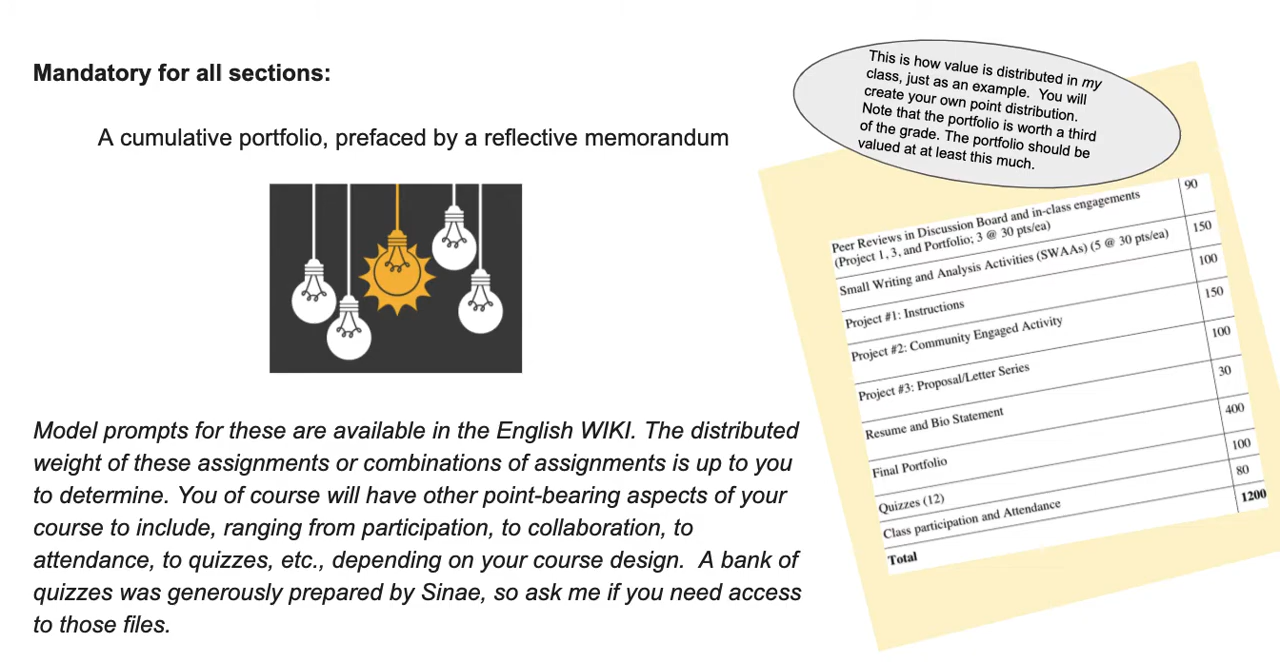 Mandatory for all sections:
A cumulative portfolio, prefaced by a reflective memorandum
Model prompts for these are available in the English WIKI. The distributed
weight of these assignments or combinations of assignments is up to you
to determine. You of course will have other point-bearing aspects of your
course to include, ranging from participation, to collaboration, to
attendance, to quizzes, etc., depending on your course design. A bank of
quizzes was generously prepared by Sinae, so ask me if you need access
to those files.
This is how value is distributed in my
class, just as an example. You will
create your own point distribution.
Note that the portfolio is worth a third
of the grade. The portfolio should be
valued at at least this much.
Peer Reviews in Discussion Board and in-class engagements 90
(Project 1, 3, and Portfolio; 3 @ 30 pts/ea)
Small Writing and Analysis Activities (SWAAs) (5 @ 30 pts/ea) 150
Project #1: Instructions 100
Project #2: Community Engaged Activity 150
Project #3: Proposal/Letter Series 100
Resume and Bio Statement 30
Final Portfolio 400
Quizzes (12) 100
Class participation and Attendance 80
Total 1200